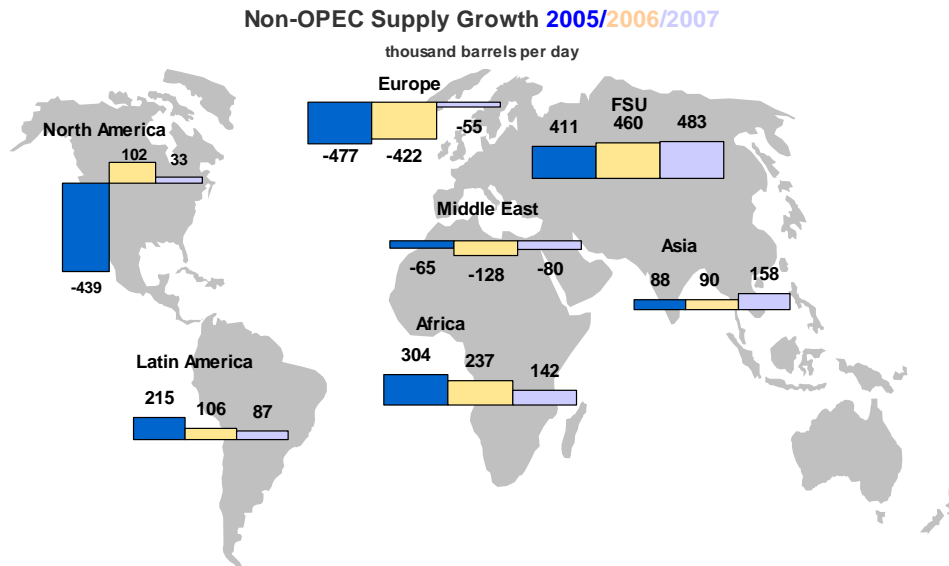 Non-OPEC Supply Growth 2005/2006/2007
thousand barrels per day
Europe
-477
-422
-55
FSU
411
460
483
North America
102
33
-439
Middle East
-65
-128
-80
Asia
88
90
158
Africa
304
237
142
Latin America
215
106
87